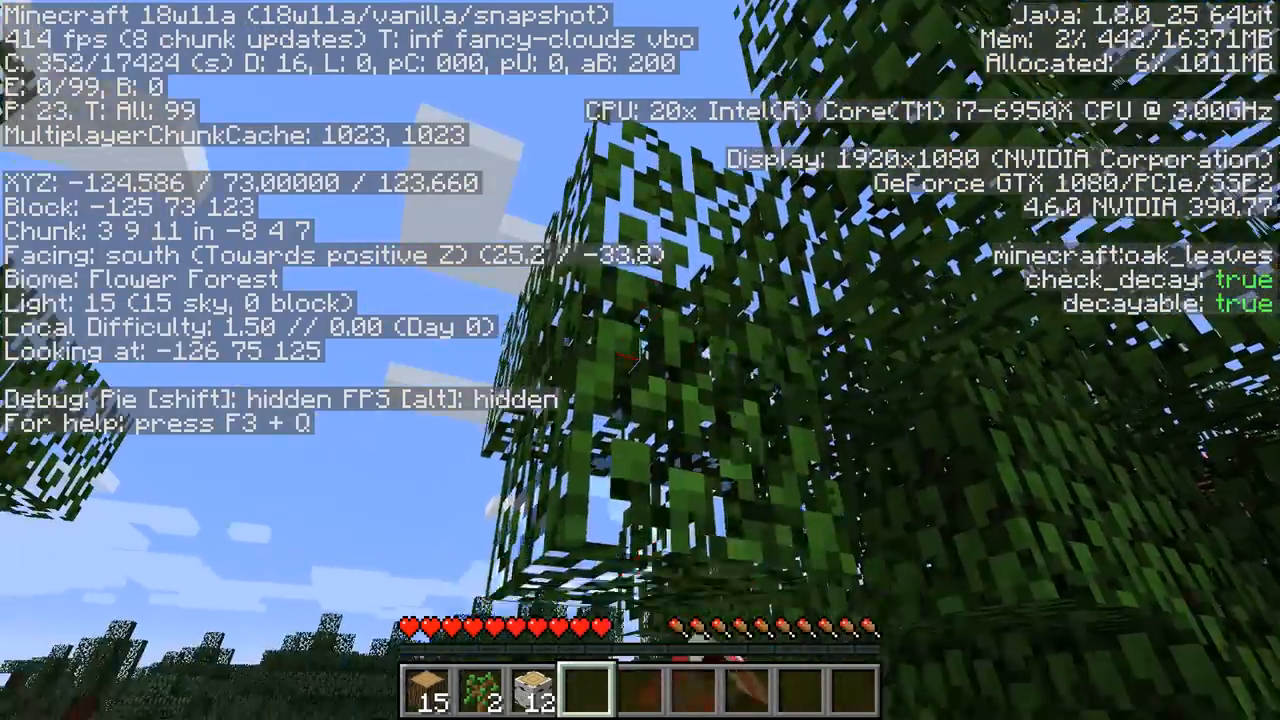 Minecraft 18w11a (18w11a/vanilla/snapshot)
414 fps (8 chunk updates) T: inf fancy-clouds vbo
C: 352/17424 (s) D: 16, L: 0, pC: 000, pU: 0, aB: 200
E: 0/99, B: 0
P: 23. T: All: 99
MultiplayerChunkCache: 1023, 1023
XYZ: -124.586 / 73.00000 / 123.660
Block: -125 73 123
Chunk: 3 9 11 in -8 4 7
Facing: south (Towards positive Z) (25.2 / -33.8)
Biome: Flower Forest
Light: 15 (15 sky, 0 block)
Local Difficulty: 1.50 // 0.00 (Day 0)
Looking at: -126 75 125
Debug: Pie [shift]: hidden FPS [alt]: hidden
For help: press F3 + Q
Java: 1.8.0_25 64bit
Mem: 2% 442/16371MB
Allocated: 6% 1011MB
CPU: 20x Intel(R) Core(TM) i7-6950X CPU @ 3.00GHz
Display: 1920x1080 (NVIDIA Corporation)
GeForce GTX 1080/PCIe/SSE2
4.6.0 NVIDIA 390.77
minecraft:oak_leaves
check_decay: true
decayable: true
15 2 12